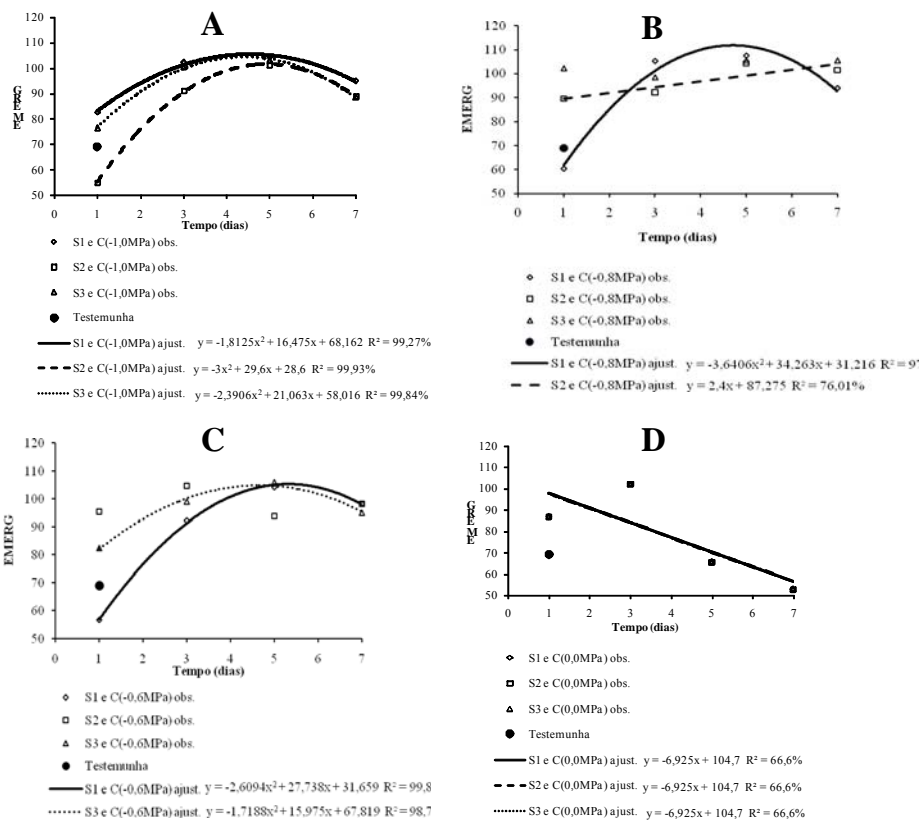 A
120
110
100
90
80
70
60
50
EMERG
0 1 2 3 4 5 6 7
Tempo (dias)
S1 e C(-1,0MPa) obs.
S2 e C(-1,0MPa) obs.
S3 e C(-1,0MPa) obs.
Testemunha
S1 e C(-1,0MPa) ajust. y = -1,8125x² + 16,475x + 68,162 R² = 99,27%
S2 e C(-1,0MPa) ajust. y = -3x² + 29,6x + 28,6 R² = 99,93%
S3 e C(-1,0MPa) ajust. y = -2,3906x² + 21,063x + 58,016 R² = 99,84%
B
120
110
100
90
80
70
60
50
EMERG
0 1 2 3 4 5 6 7
Tempo (dias)
S1 e C(-0,8MPa) obs.
S2 e C(-0,8MPa) obs.
S3 e C(-0,8MPa) obs.
Testemunha
S1 e C(-0,8MPa) ajust. y = -3,6406x² + 34,263x + 31,216 R² = 97
S2 e C(-0,8MPa) ajust. y = 2,4x + 87,275 R² = 76,01%
C
120
110
100
90
80
70
60
50
EMERG
0 1 2 3 4 5 6 7
Tempo (dias)
S1 e C(-0,6MPa) obs.
S2 e C(-0,6MPa) obs.
S3 e C(-0,6MPa) obs.
Testemunha
S1 e C(-0,6MPa) ajust. y = -2,6094x² + 27,738x + 31,659 R² = 99,8
S3 e C(-0,6MPa) ajust. y = -1,7188x² + 15,975x + 67,819 R² = 98,7
D
120
110
100
90
80
70
60
50
EMERG
0 1 2 3 4 5 6 7
Tempo (dias)
S1 e C(0,0MPa) obs.
S2 e C(0,0MPa) obs.
S3 e C(0,0MPa) obs.
Testemunha
S1 e C(0,0MPa) ajust. y = -6,925x + 104,7 R² = 66,6%
S2 e C(0,0MPa) ajust. y = -6,925x + 104,7 R² = 66,6%
S3 e C(0,0MPa) ajust. y = -6,925x + 104,7 R² = 66,6%